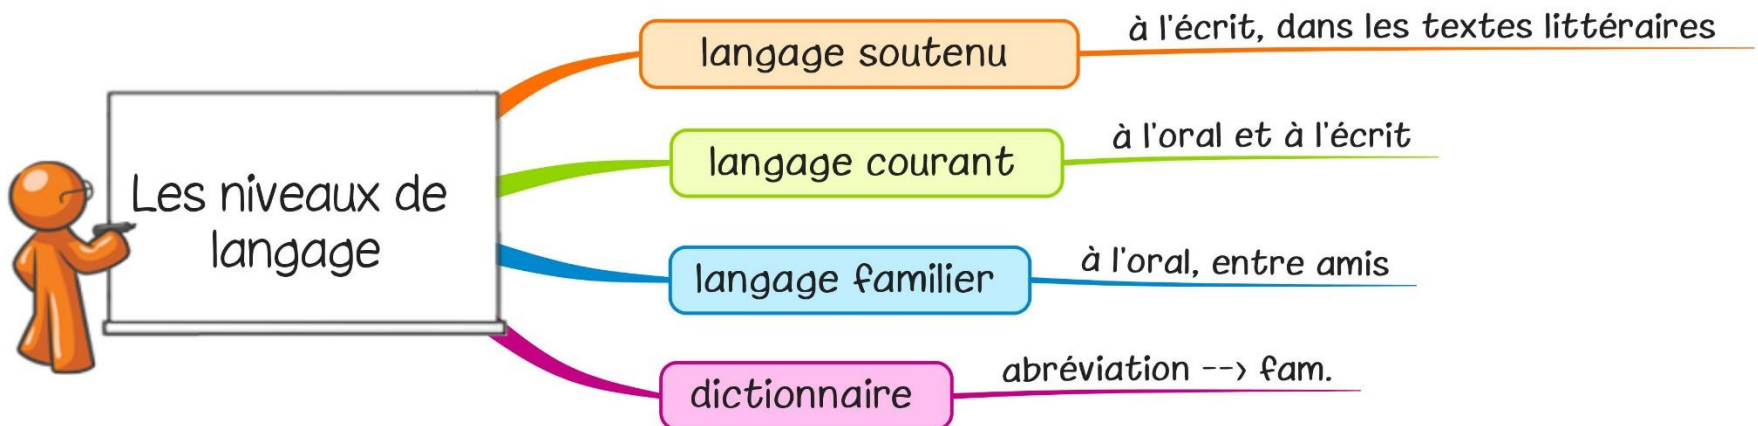 Les niveaux de
langage
langage soutenu
à l'écrit, dans les textes littéraires
langage courant
à l'oral et à l'écrit
langage familier
à l'oral, entre amis
dictionnaire
abréviation --> fam.